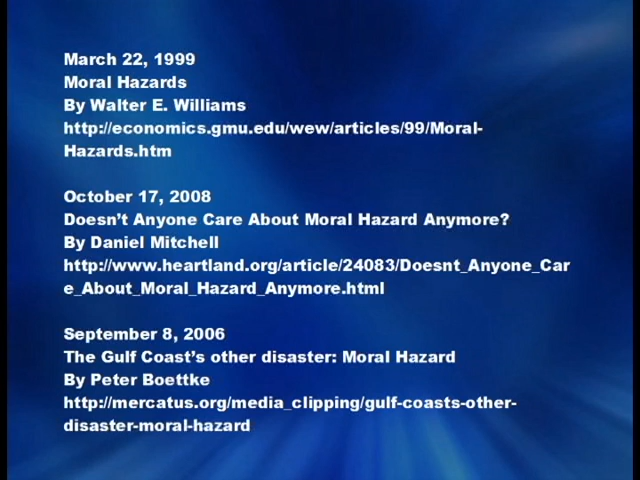 March 22, 1999
Moral Hazards
By Walter E. Williams
http://economics.gmu.edu/wew/articles/99/Moral-
Hazards.htm
October 17, 2008
Doesn't Anyone Care About Moral Hazard Anymore?
By Daniel Mitchell
http://www.heartland.org/article/24083/Doesnt_Anyone_Car
e_About_Moral_Hazard_Anymore.html
September 8, 2006
The Gulf Coast's other disaster: Moral Hazard
By Peter Boettke
http://mercatus.org/media_clipping/gulf-coasts-other-
disaster-moral-hazard